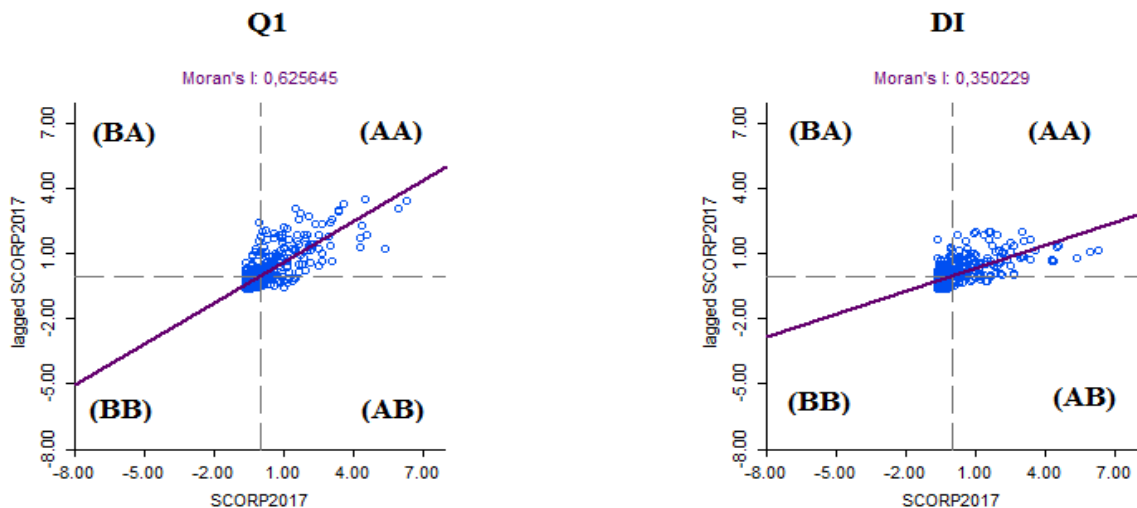 Q1
Moran's I: 0,625645
(BA)
(AA)
(BB)
(AB)
lagged SCORP2017
7.00
4.00
1.00
-2.00
-5.00
-8.00
-8.00 -5.00 -2.00 1.00 4.00 7.00
SCORP2017
DI
Moran's I: 0,350229
(BA)
(AA)
(BB)
(AB)
lagged SCORP2017
7.00
4.00
1.00
-2.00
-5.00
-8.00
-8.00 -5.00 -2.00 1.00 4.00 7.00
SCORP2017